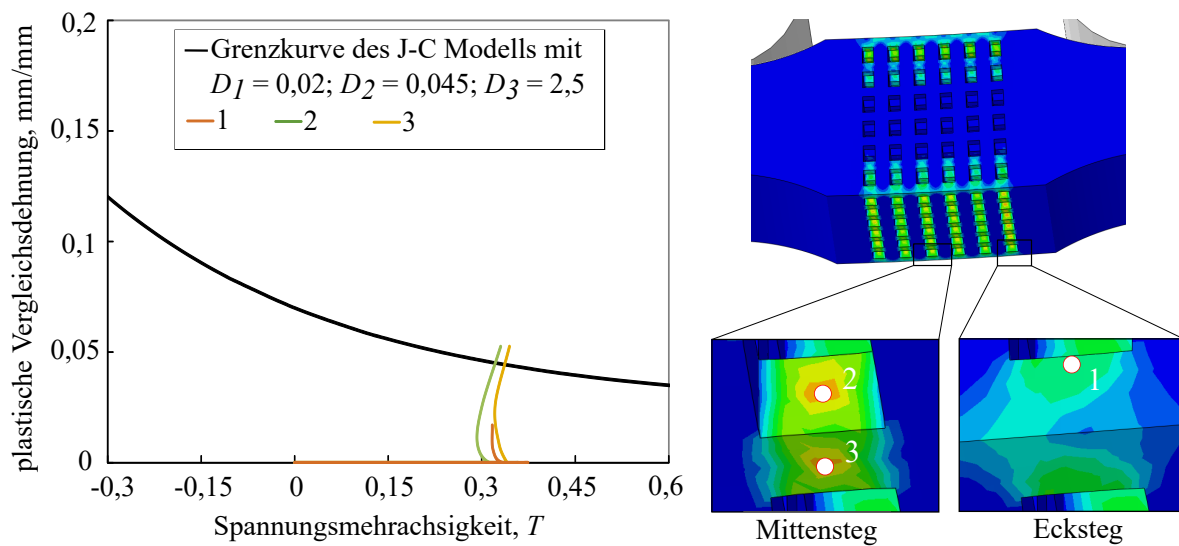 plastische Vergleichsdehnung, mm/mm
0,2
0,15
0,1
0,05
0
Grenzkurve des J-C Modells mit
D1 = 0,02; D2 = 0,045; D3 = 2,5
1 2 3
-0,3 -0,15 0 0,15 0,3 0,45 0,6
Spannungsmehrachsigkeit, T
2
3
Mittensteg
1
Ecksteg